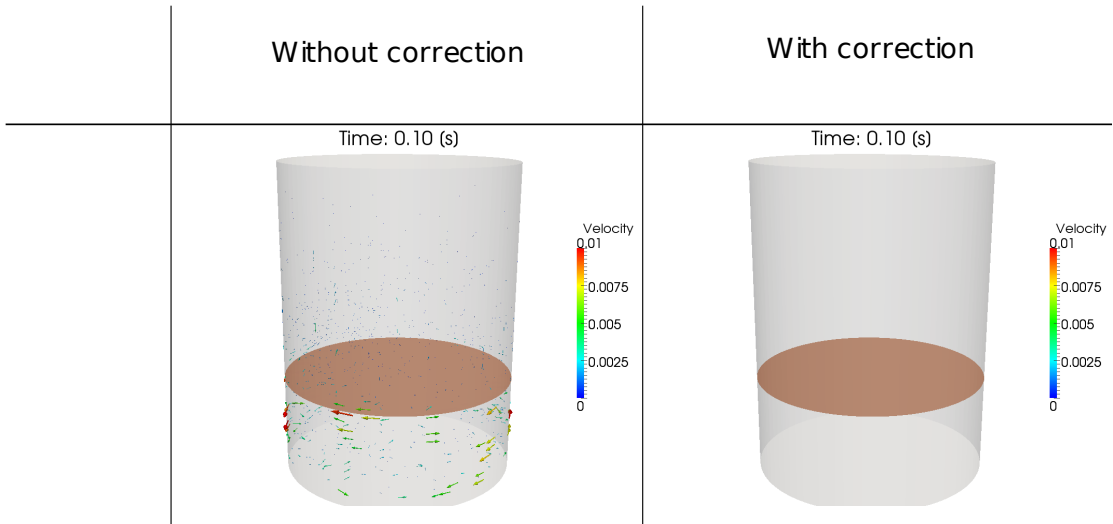 Without correction
With correction
Time: 0.10 (s)
Velocity
0.01
0.0075
0.005
0.0025
0
Time: 0.10 (s)
Velocity
0.01
0.0075
0.005
0.0025
0